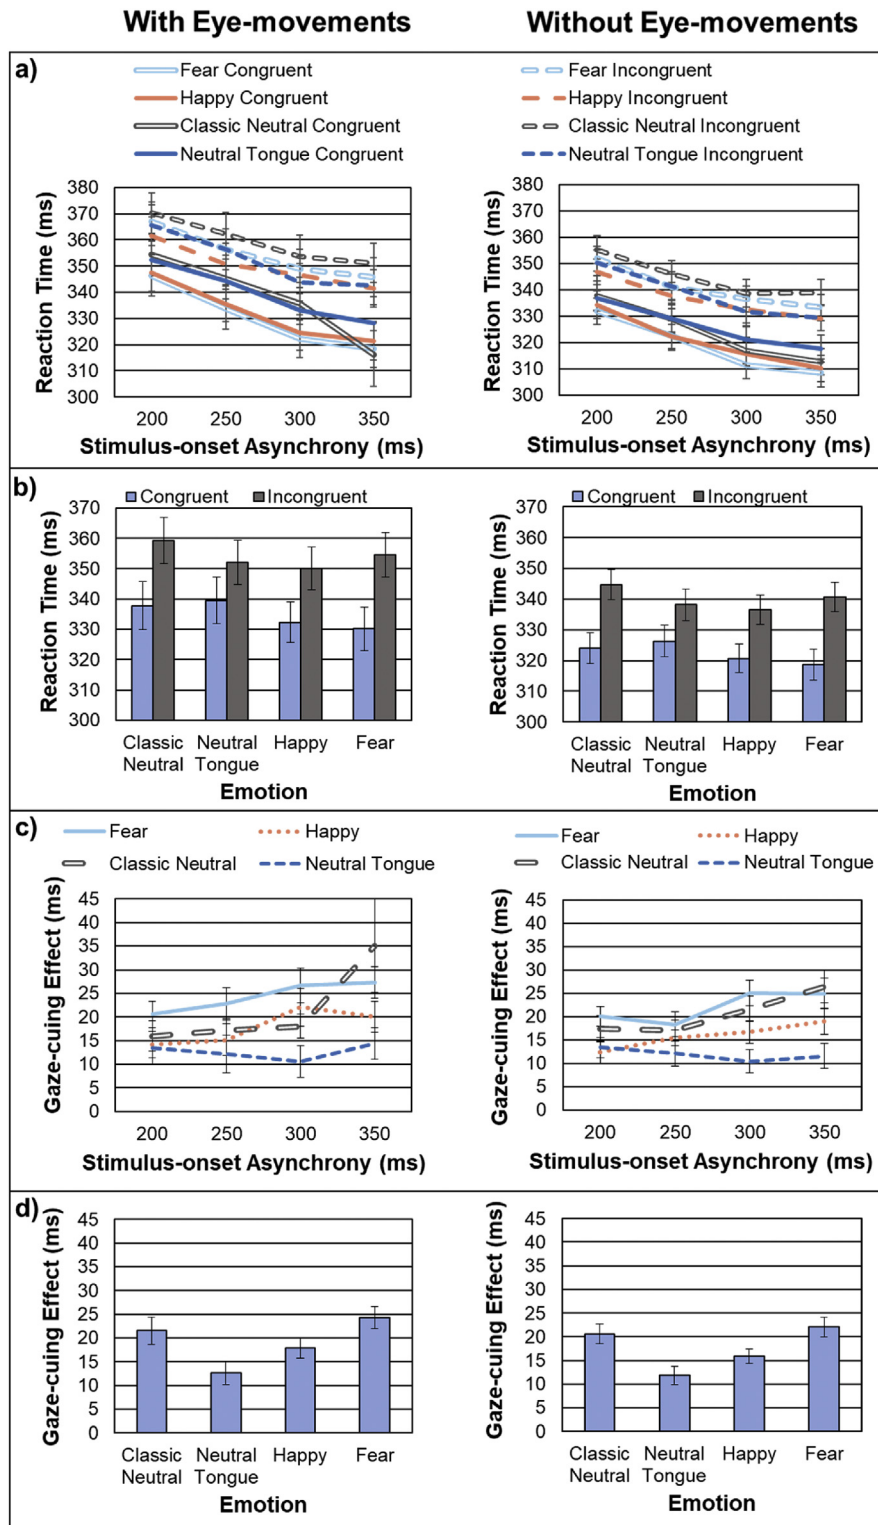 With Eye-movements
Without Eye-movements
a)
Fear Congruent
Happy Congruent
Classic Neutral Congruent
Neutral Tongue Congruent
Fear Incongruent
Happy Incongruent
Classic Neutral Incongruent
Neutral Tongue Incongruent
Reaction Time (ms)
380
370
360
350
340
330
320
310
300
200 250 300 350
Stimulus-onset Asynchrony (ms)
Reaction Time (ms)
380
370
360
350
340
330
320
310
300
200 250 300 350
Stimulus-onset Asynchrony (ms)
b)
Congruent Incongruent
Reaction Time (ms)
370
360
350
340
330
320
310
300
Classic Neutral Happy Fear
Neutral Tongue
Emotion
Congruent Incongruent
Reaction Time (ms)
370
360
350
340
330
320
310
300
Classic Neutral Happy Fear
Neutral Tongue
Emotion
c)
Fear Happy
Classic Neutral Neutral Tongue
Gaze-cuing Effect (ms)
45
40
35
30
25
20
15
10
5
0
200 250 300 350
Stimulus-onset Asynchrony (ms)
Fear Happy
Classic Neutral Neutral Tongue
Gaze-cuing Effect (ms)
45
40
35
30
25
20
15
10
5
0
200 250 300 350
Stimulus-onset Asynchrony (ms)
d)
Gaze-cuing Effect (ms)
45
40
35
30
25
20
15
10
5
0
Classic Neutral Happy Fear
Neutral Tongue
Emotion
Gaze-cuing Effect (ms)
45
40
35
30
25
20
15
10
5
0
Classic Neutral Happy Fear
Neutral Tongue
Emotion